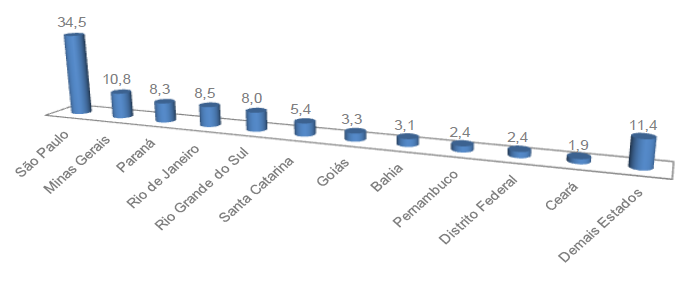 34,5
10,8
8,3
8,5
8,0
5,4
3,3
3,1
2,4
2,4
1,9
11,4
São Paulo
Minas Gerais
Paraná
Rio de Janeiro
Rio Grande do Sul
Santa Catarina
Goiás
Bahia
Pernambuco
Distrito Federal
Ceará
Demais Estados